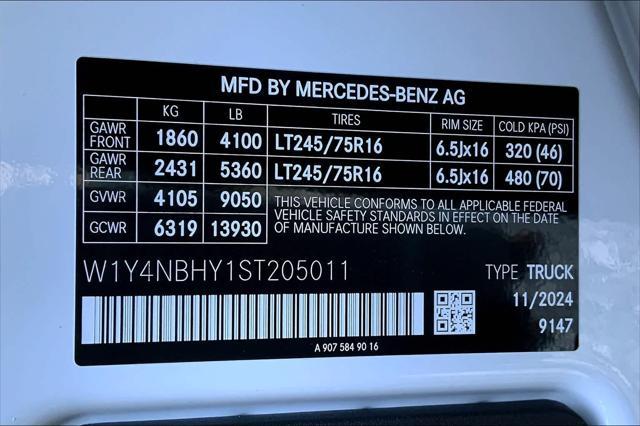 MFD BY MERCEDES-BENZ AG
KG LB TIRES RIM SIZE COLD KPA (PSI)
GAWR FRONT 1860 4100 LT245/75R16 6.5Jx16 320 (46)
GAWR REAR 2431 5360 LT245/75R16 6.5Jx16 480 (70)
GVWR 4105 9050
GCWR 6319 13930
THIS VEHICLE CONFORMS TO ALL APPLICABLE FEDERAL
VEHICLE SAFETY STANDARDS IN EFFECT ON THE DATE
OF MANUFACTURE SHOWN BELOW.
W1Y4NBHY1ST205011 TYPE TRUCK
11/2024
9147
A 907 584 90 16